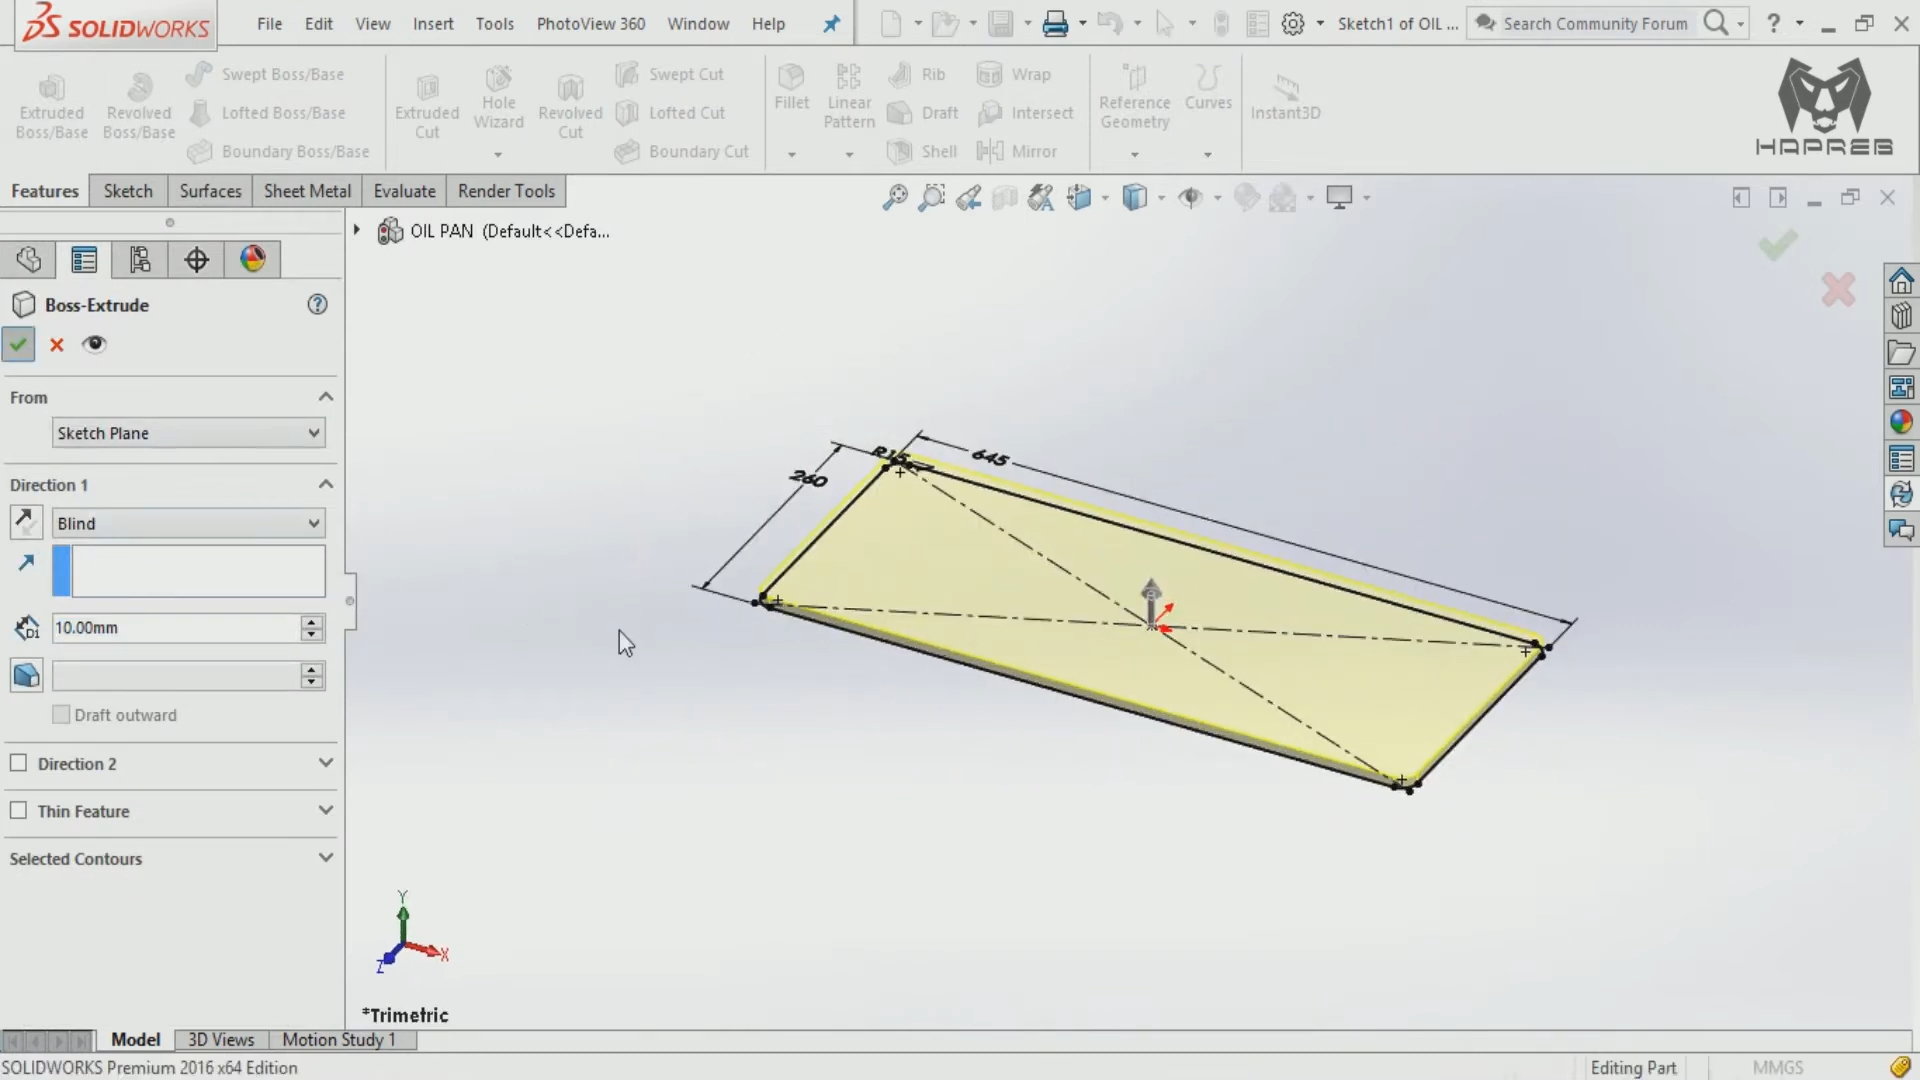 SOLIDWORKS
File Edit View Insert Tools PhotoView 360 Window Help
Sketch1 of OIL ...
Search Community Forum
?
Extruded Boss/Base
Revolved Boss/Base
Swept Boss/Base
Lofted Boss/Base
Boundary Boss/Base
Extruded Cut
Hole Wizard
Revolved Cut
Swept Cut
Lofted Cut
Boundary Cut
Fillet
Linear Pattern
Rib
Draft
Shell
Wrap
Intersect
Mirror
Reference Geometry
Curves
Instant3D
HAPREB
Features Sketch Surfaces Sheet Metal Evaluate Render Tools
OIL PAN (Default<<Defa...
Boss-Extrude
?
From
Sketch Plane
Direction 1
Blind
D1
10.00mm
Draft outward
Direction 2
Thin Feature
Selected Contours
R15
645
260
Y
X
Z
*Trimetric
Model 3D Views Motion Study 1
SOLIDWORKS Premium 2016 x64 Edition
Editing Part
MMGS